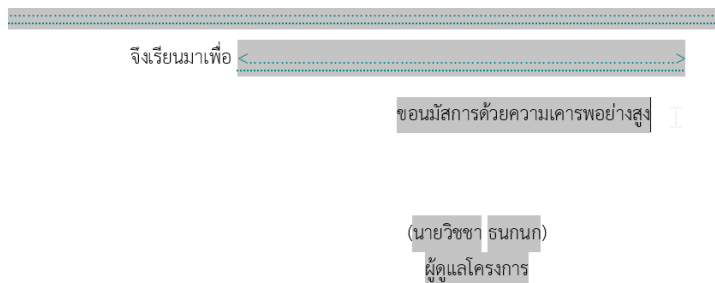 จึงเรียนมาเพื่อ <......................................................................................>
ขอนมัสการด้วยความเคารพอย่างสูง
(นายวิชชา ธนกนก)
ผู้ดูแลโครงการ